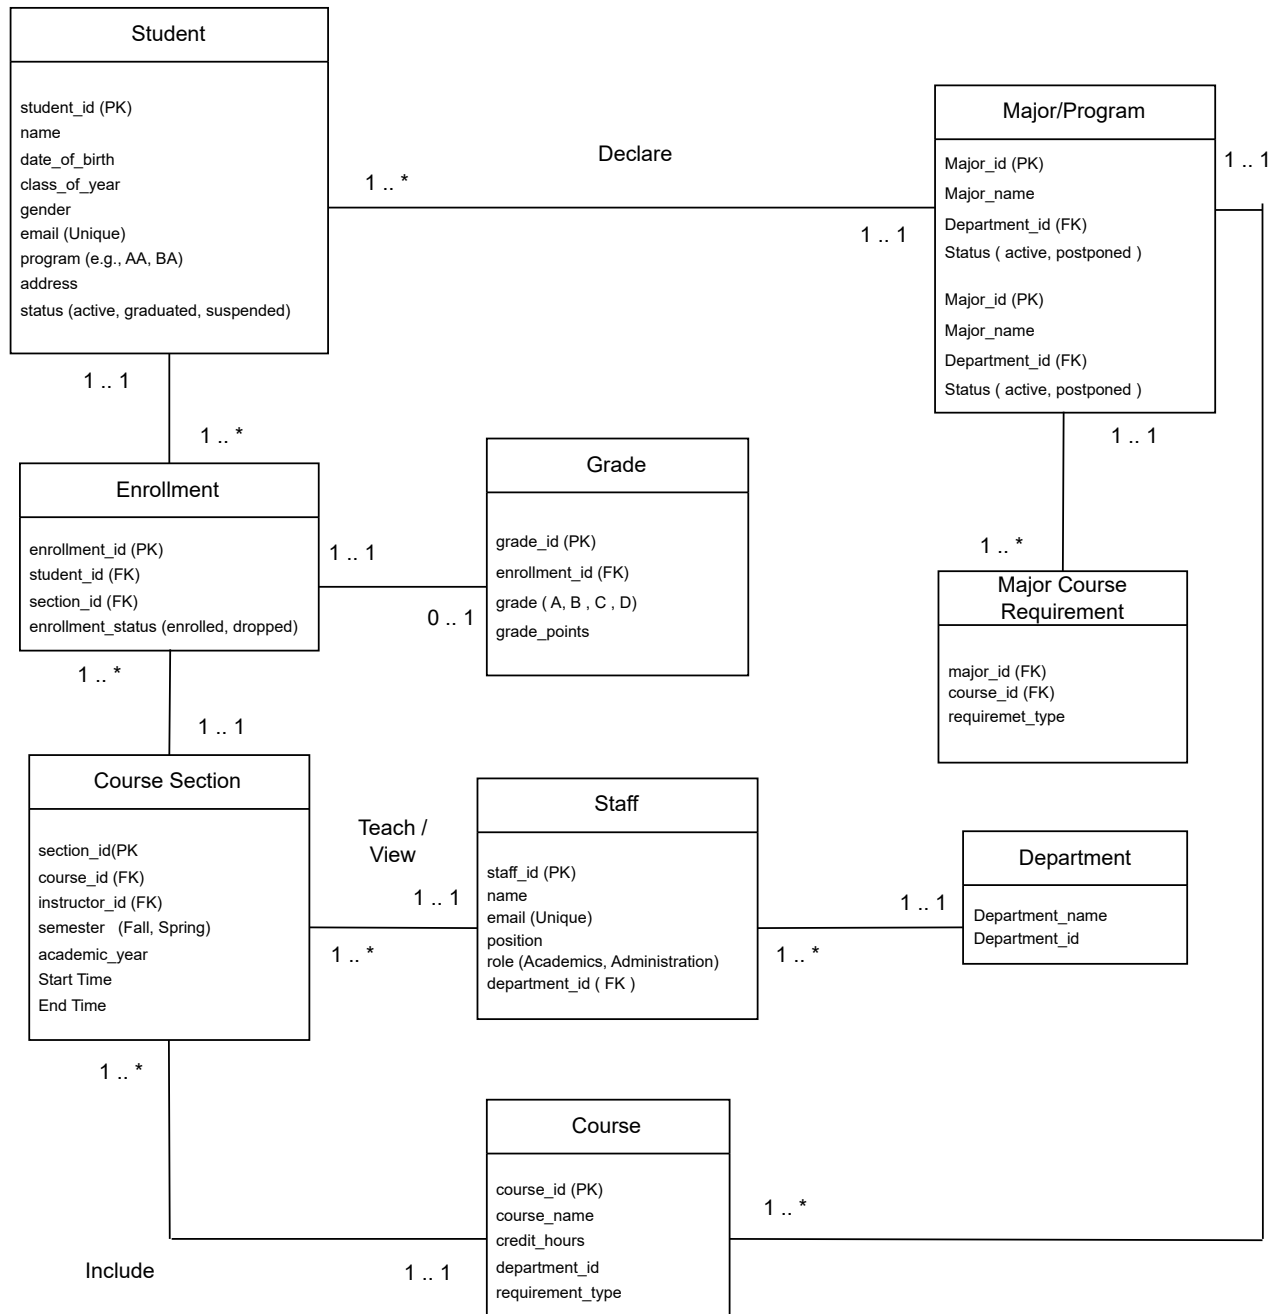 Student
student_id (PK)
name
date_of_birth
class_of_year
gender
email (Unique)
program (e.g., AA, BA)
address
status (active, graduated, suspended)
Declare
1 .. *
1 .. 1
Major/Program
Major_id (PK)
Major_name
Department_id (FK)
Status ( active, postponed )
Major_id (PK)
Major_name
Department_id (FK)
Status ( active, postponed )
1 .. 1
1 .. 1
1 .. *
1 .. 1
1 .. *
Enrollment
enrollment_id (PK)
student_id (FK)
section_id (FK)
enrollment_status (enrolled, dropped)
1 .. 1
0 .. 1
Grade
grade_id (PK)
enrollment_id (FK)
grade ( A, B , C , D)
grade_points
Major Course
Requirement
major_id (FK)
course_id (FK)
requiremet_type
1 .. *
1 .. 1
Course Section
section_id(PK
course_id (FK)
instructor_id (FK)
semester (Fall, Spring)
academic_year
Start Time
End Time
Teach /
View
1 .. 1
1 .. *
Staff
staff_id (PK)
name
email (Unique)
position
role (Academics, Administration)
department_id ( FK )
1 .. 1
1 .. *
Department
Department_name
Department_id
1 .. *
Include
1 .. 1
Course
course_id (PK)
course_name
credit_hours
department_id
requirement_type
1 .. *